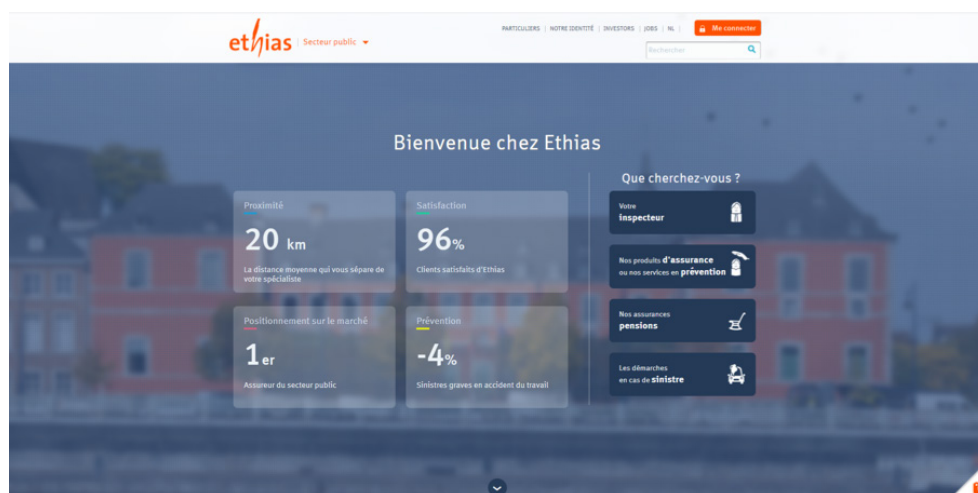 PARTICULIERS | NOTRE IDENTITÉ | INVESTORS | JOBS | NL |
Me connecter
ethias
Secteur public
Rechercher
Bienvenue chez Ethias
Proximité
20 km
La distance moyenne qui vous sépare de
votre spécialiste
Satisfaction
96%
Clients satisfaits d'Ethias
Positionnement sur le marché
1er
Assureur du secteur public
Prévention
-4%
Sinistres graves en accident du travail
Que cherchez-vous ?
Votre
inspecteur
Nos produits d'assurance
ou nos services en prévention
Nos assurances
pensions
Les démarches
en cas de sinistre